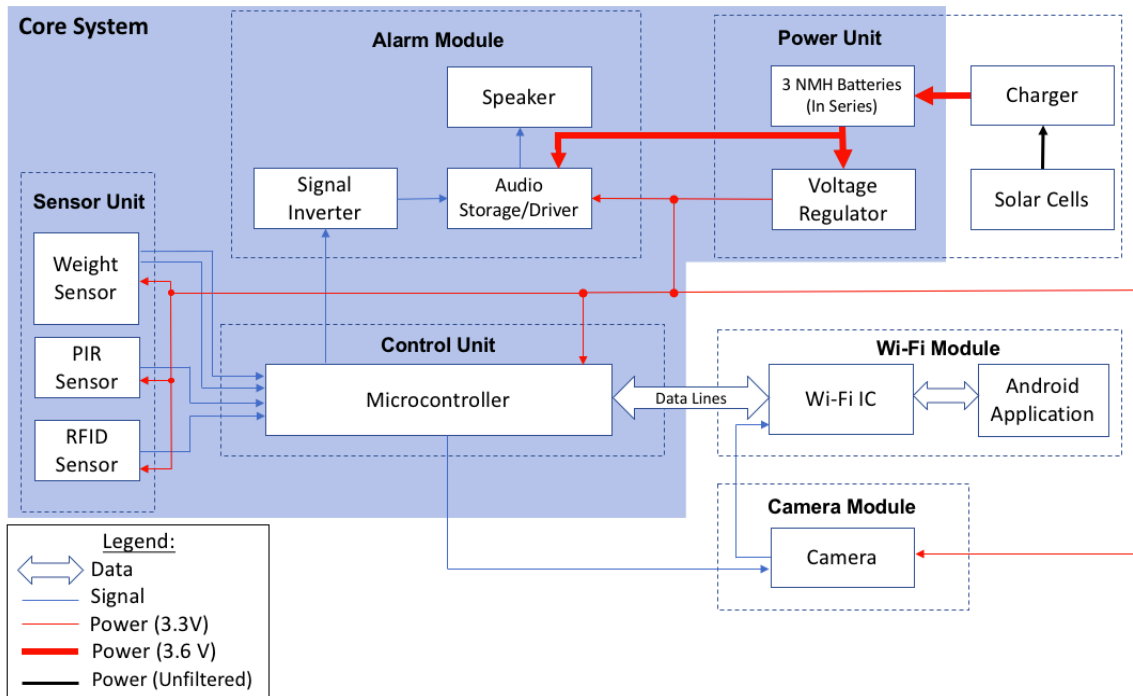 Core System
Alarm Module
Speaker
Signal
Inverter
Audio
Storage/Driver
Power Unit
3 NMH Batteries
(In Series)
Charger
Voltage
Regulator
Solar Cells
Sensor Unit
Weight
Sensor
PIR
Sensor
RFID
Sensor
Control Unit
Microcontroller
Data Lines
Wi-Fi Module
Wi-Fi IC
Android
Application
Camera Module
Camera
Legend:
Data
Signal
Power (3.3V)
Power (3.6 V)
Power (Unfiltered)